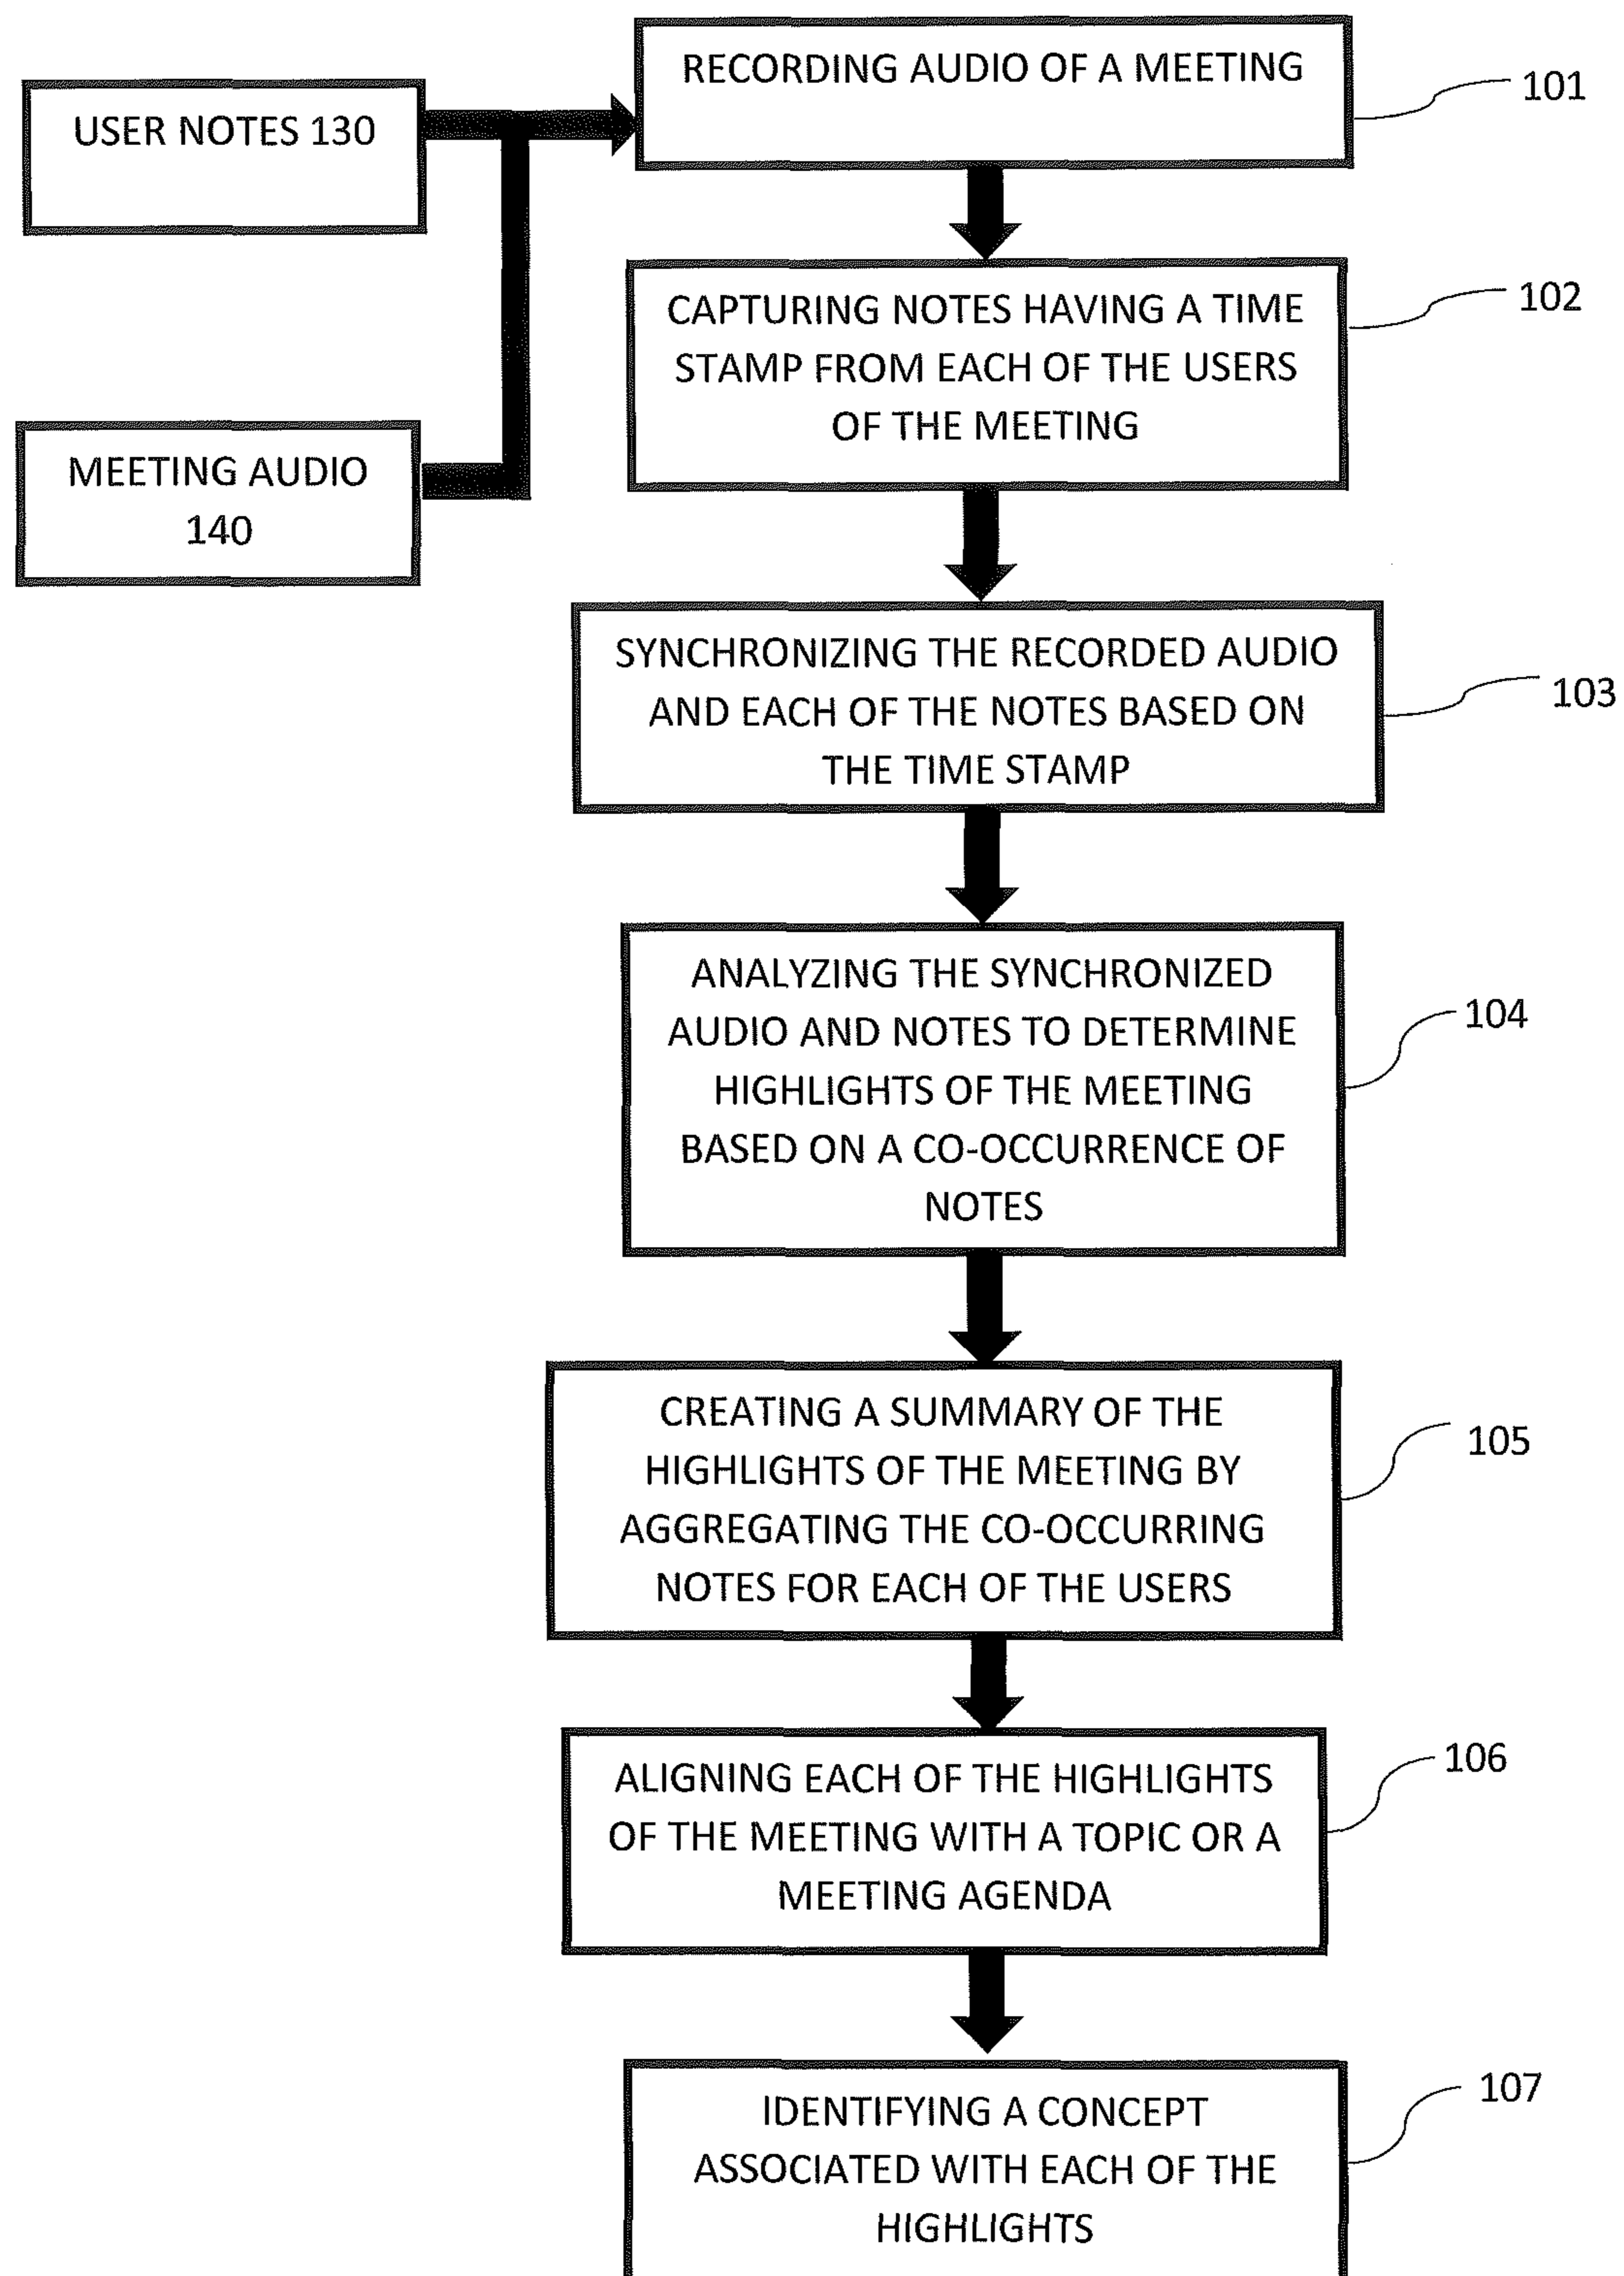 RECORDING AUDIO OF A MEETING
101
USER NOTES 130
MEETING AUDIO
140
CAPTURING NOTES HAVING A TIME
STAMP FROM EACH OF THE USERS
OF THE MEETING
102
SYNCHRONIZING THE RECORDED AUDIO
AND EACH OF THE NOTES BASED ON
THE TIME STAMP
103
ANALYZING THE SYNCHRONIZED
AUDIO AND NOTES TO DETERMINE
HIGHLIGHTS OF THE MEETING
BASED ON A CO-OCCURRENCE OF
NOTES
104
CREATING A SUMMARY OF THE
HIGHLIGHTS OF THE MEETING BY
AGGREGATING THE CO-OCCURRING
NOTES FOR EACH OF THE USERS
105
ALIGNING EACH OF THE HIGHLIGHTS
OF THE MEETING WITH A TOPIC OR A
MEETING AGENDA
106
IDENTIFYING A CONCEPT
ASSOCIATED WITH EACH OF THE
HIGHLIGHTS
107